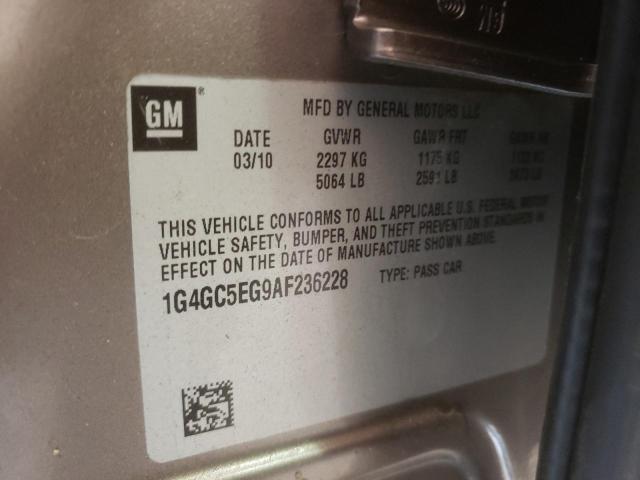 GM®
MFD BY GENERAL MOTORS LLC
DATE GVWR GAWR FRT GAWR RR
03/10 2297 KG 1175 KG
5064 LB 2591 LB
THIS VEHICLE CONFORMS TO ALL APPLICABLE U.S. FEDERAL MOTOR
VEHICLE SAFETY, BUMPER, AND THEFT PREVENTION STANDARDS IN
EFFECT ON THE DATE OF MANUFACTURE SHOWN ABOVE.
1G4GC5EG9AF236228 TYPE: PASS CAR